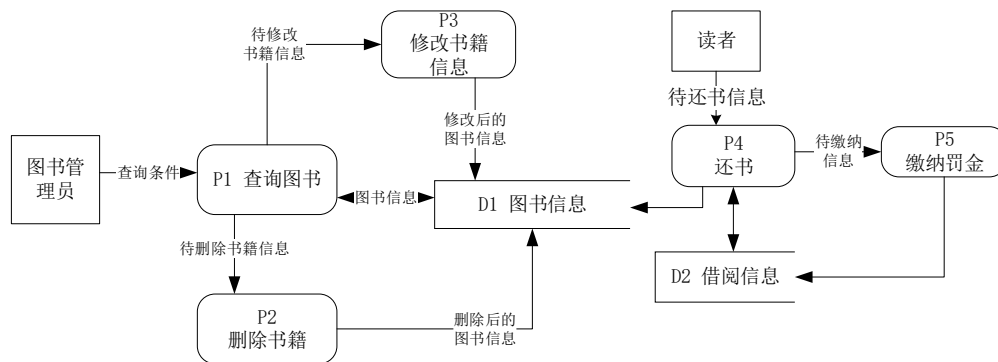 待修改
书籍信息
P3
修改书籍
信息
读者
待还书信息
修改后的
图书信息
图书管
理员
查询条件
P1 查询图书
图书信息
D1 图书信息
P4
还书
待缴纳
信息
P5
缴纳罚金
待删除书籍信息
D2 借阅信息
P2
删除书籍
删除后的
图书信息